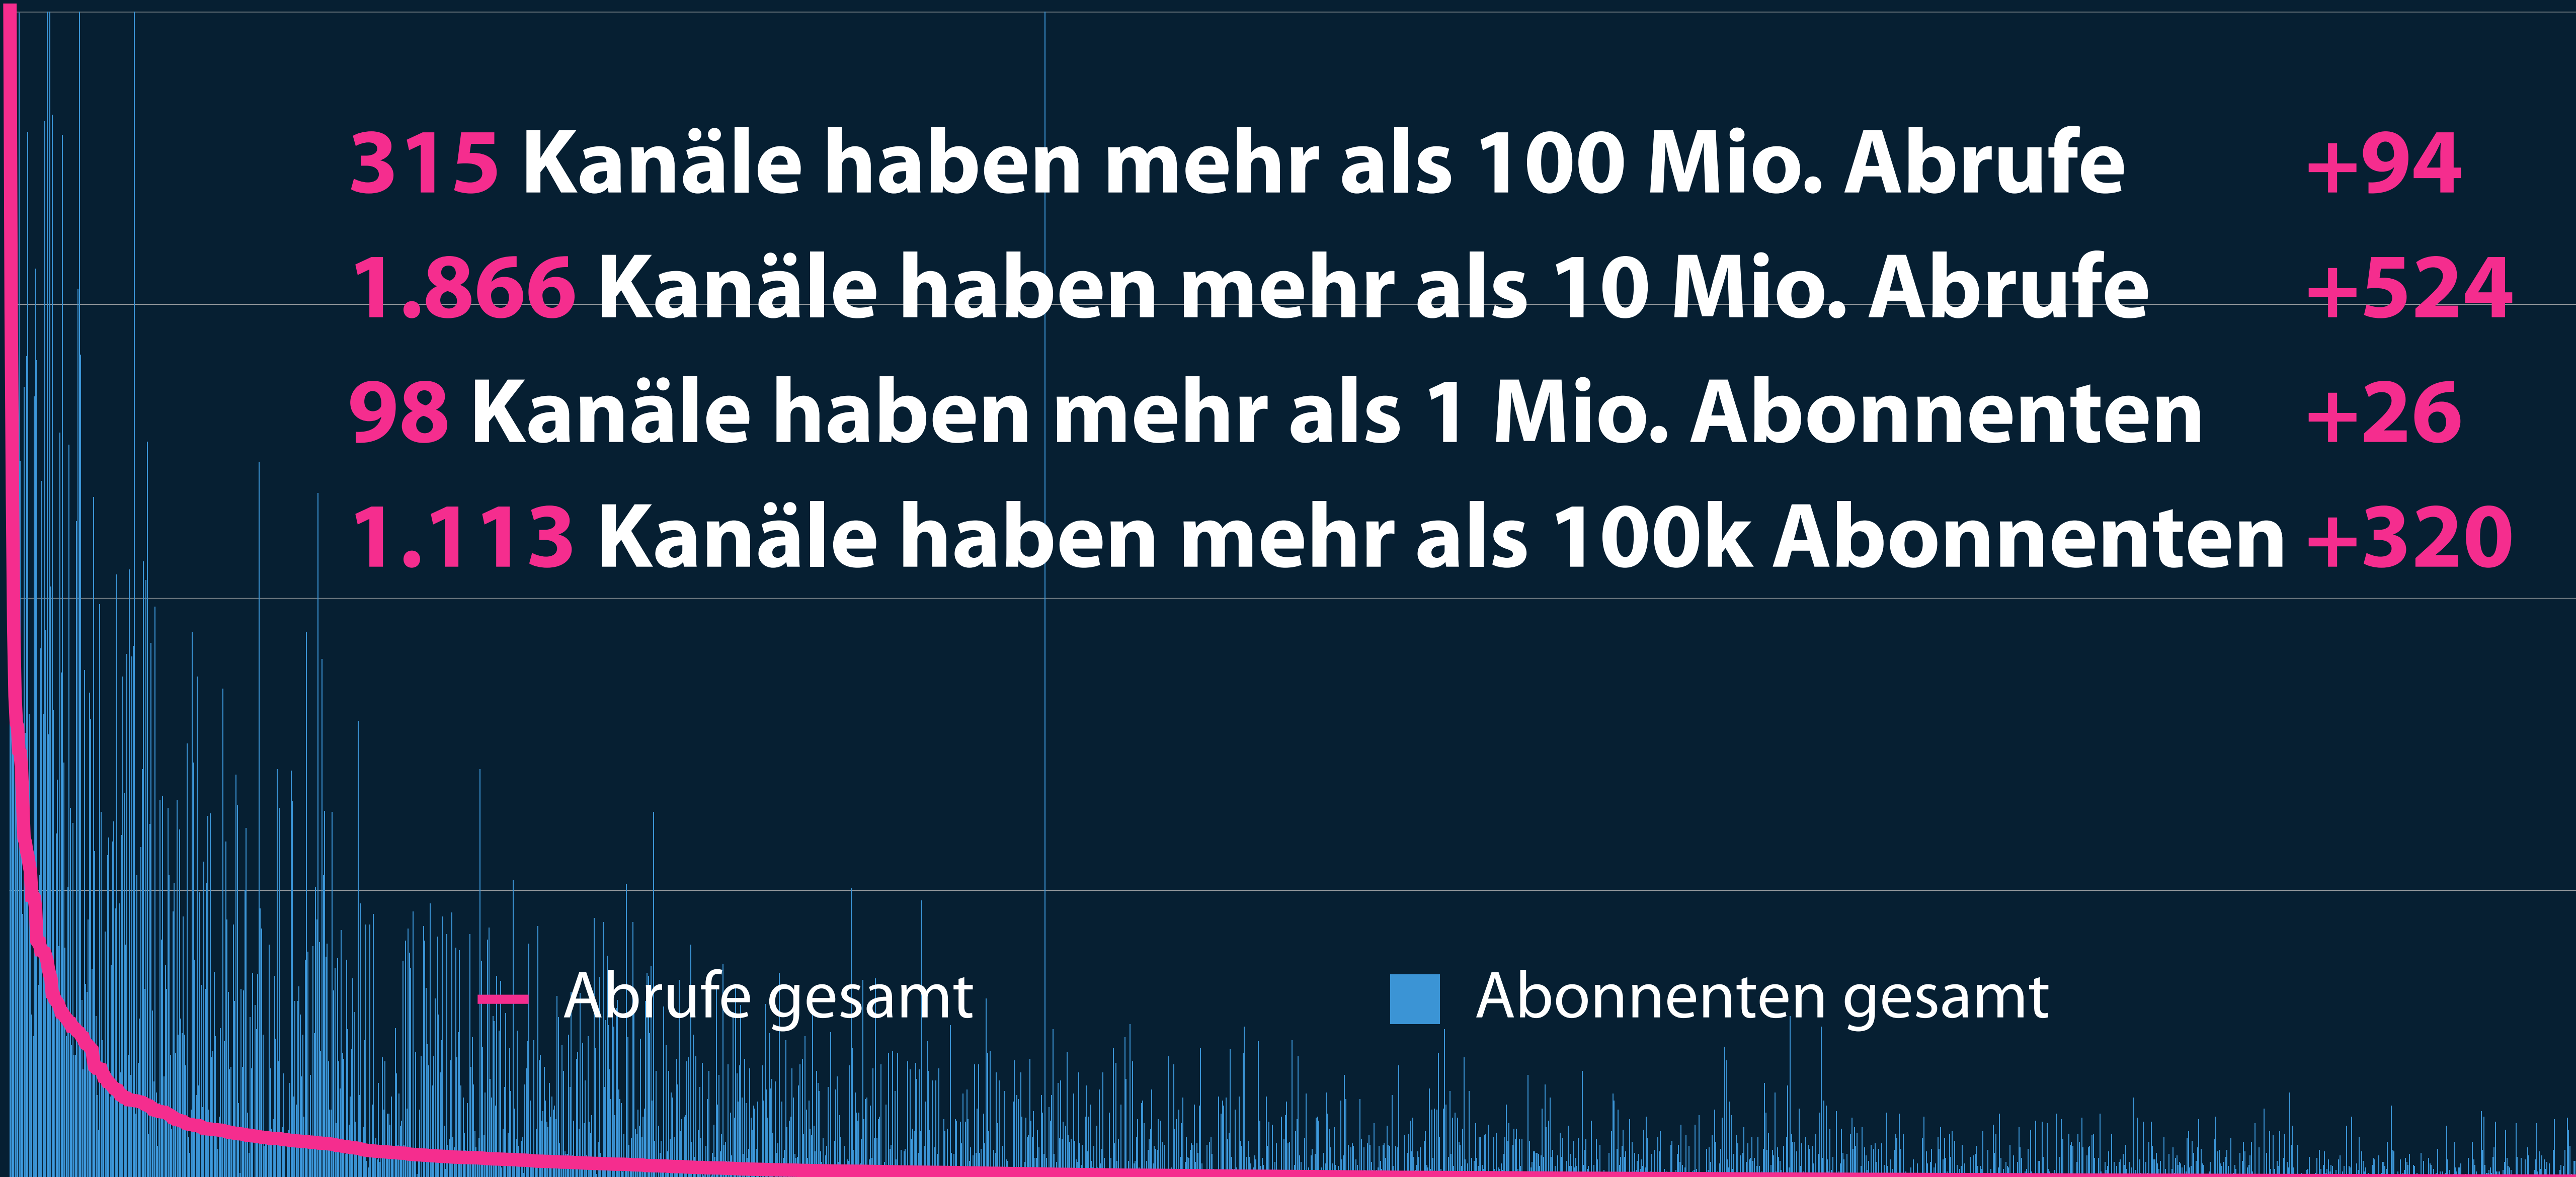 315 Kanäle haben mehr als 100 Mio. Abrufe +94
1.866 Kanäle haben mehr als 10 Mio. Abrufe +524
98 Kanäle haben mehr als 1 Mio. Abonnenten +26
1.113 Kanäle haben mehr als 100k Abonnenten +320
Abrufe gesamt Abonnenten gesamt